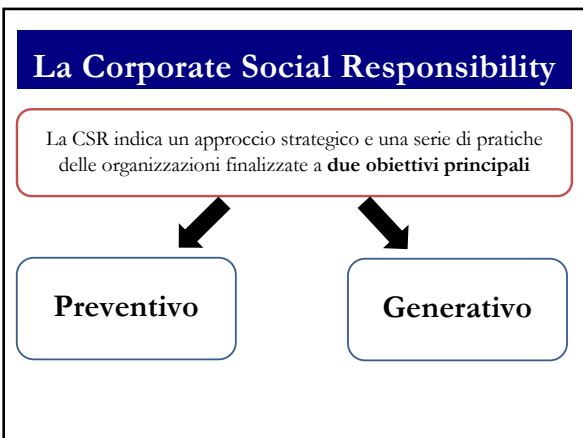 La Corporate Social Responsibility
La CSR indica un approccio strategico e una serie di pratiche
delle organizzazioni finalizzate a due obiettivi principali
Preventivo
Generativo